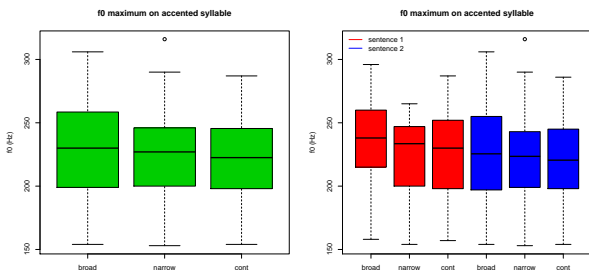 f0 maximum on accented syllable
f0 (Hz)
300
250
200
150
broad narrow cont
f0 maximum on accented syllable
sentence 1
sentence 2
f0 (Hz)
300
250
200
150
broad narrow cont broad narrow cont